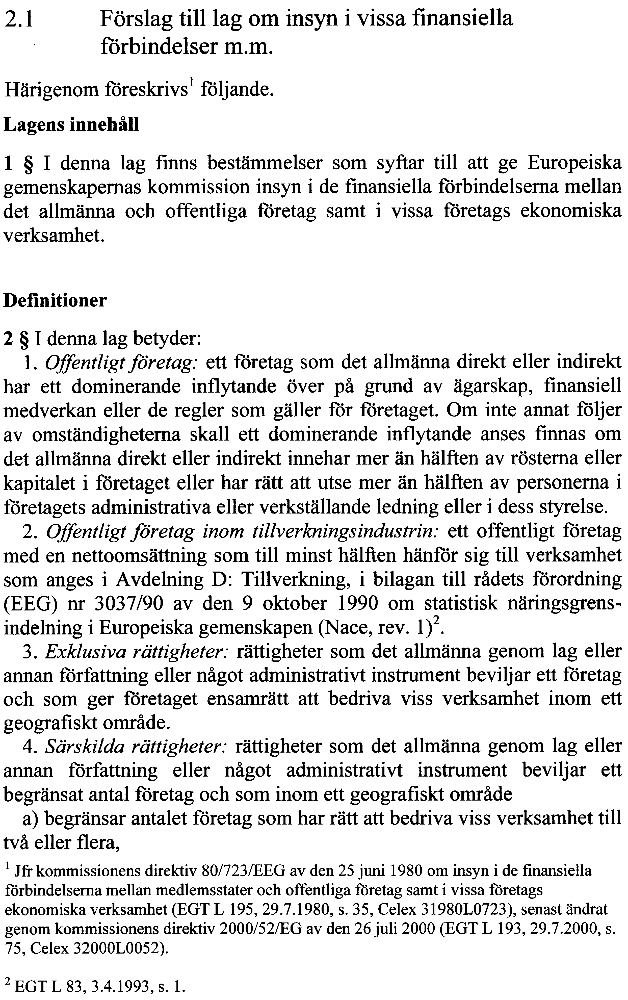 2.1 Förslag till lag om insyn i vissa finansiella
förbindelser m.m.
Härigenom föreskrivs¹ följande.
Lagens innehåll
1 § I denna lag finns bestämmelser som syftar till att ge Europeiska
gemenskapernas kommission insyn i de finansiella förbindelserna mellan
det allmänna och offentliga företag samt i vissa företags ekonomiska
verksamhet.
Definitioner
2 § I denna lag betyder:
1. Offentligt företag: ett företag som det allmänna direkt eller indirekt
har ett dominerande inflytande över på grund av ägarskap, finansiell
medverkan eller de regler som gäller för företaget. Om inte annat följer
av omständigheterna skall ett dominerande inflytande anses finnas om
det allmänna direkt eller indirekt innehar mer än hälften av rösterna eller
kapitalet i företaget eller har rätt att utse mer än hälften av personerna i
företagets administrativa eller verkställande ledning eller i dess styrelse.
2. Offentligt företag inom tillverkningsindustrin: ett offentligt företag
med en nettoomsättning som till minst hälften hänför sig till verksamhet
som anges i Avdelning D: Tillverkning, i bilagan till rådets förordning
(EEG) nr 3037/90 av den 9 oktober 1990 om statistisk näringsgrens-
indelning i Europeiska gemenskapen (Nace, rev. 1)².
3. Exklusiva rättigheter: rättigheter som det allmänna genom lag eller
annan författning eller något administrativt instrument beviljar ett företag
och som ger företaget ensamrätt att bedriva viss verksamhet inom ett
geografiskt område.
4. Särskilda rättigheter: rättigheter som det allmänna genom lag eller
annan författning eller något administrativt instrument beviljar ett
begränsat antal företag och som inom ett geografiskt område
a) begränsar antalet företag som har rätt att bedriva viss verksamhet till
två eller flera,
¹ Jfr kommissionens direktiv 80/723/EEG av den 25 juni 1980 om insyn i de finansiella
förbindelserna mellan medlemsstater och offentliga företag samt i vissa företags
ekonomiska verksamhet (EGT L 195, 29.7.1980, s. 35, Celex 31980L0723), senast ändrat
genom kommissionens direktiv 2000/52/EG av den 26 juli 2000 (EGT L 193, 29.7.2000, s.
75, Celex 32000L0052).
² EGT L 83, 3.4.1993, s. 1.